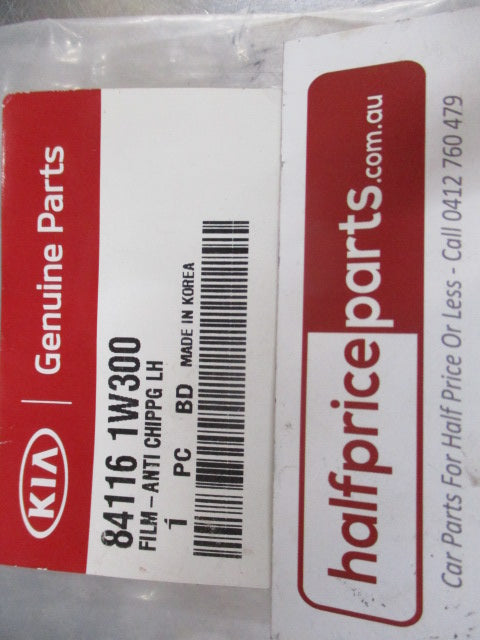 KIA | Genuine Parts
84116 1W300
FILM-ANTI CHIPPG LH
1 PC BD MADE IN KOREA
halfpriceparts.com.au
Car Parts For Half Price Or Less - Call 0412 760 479